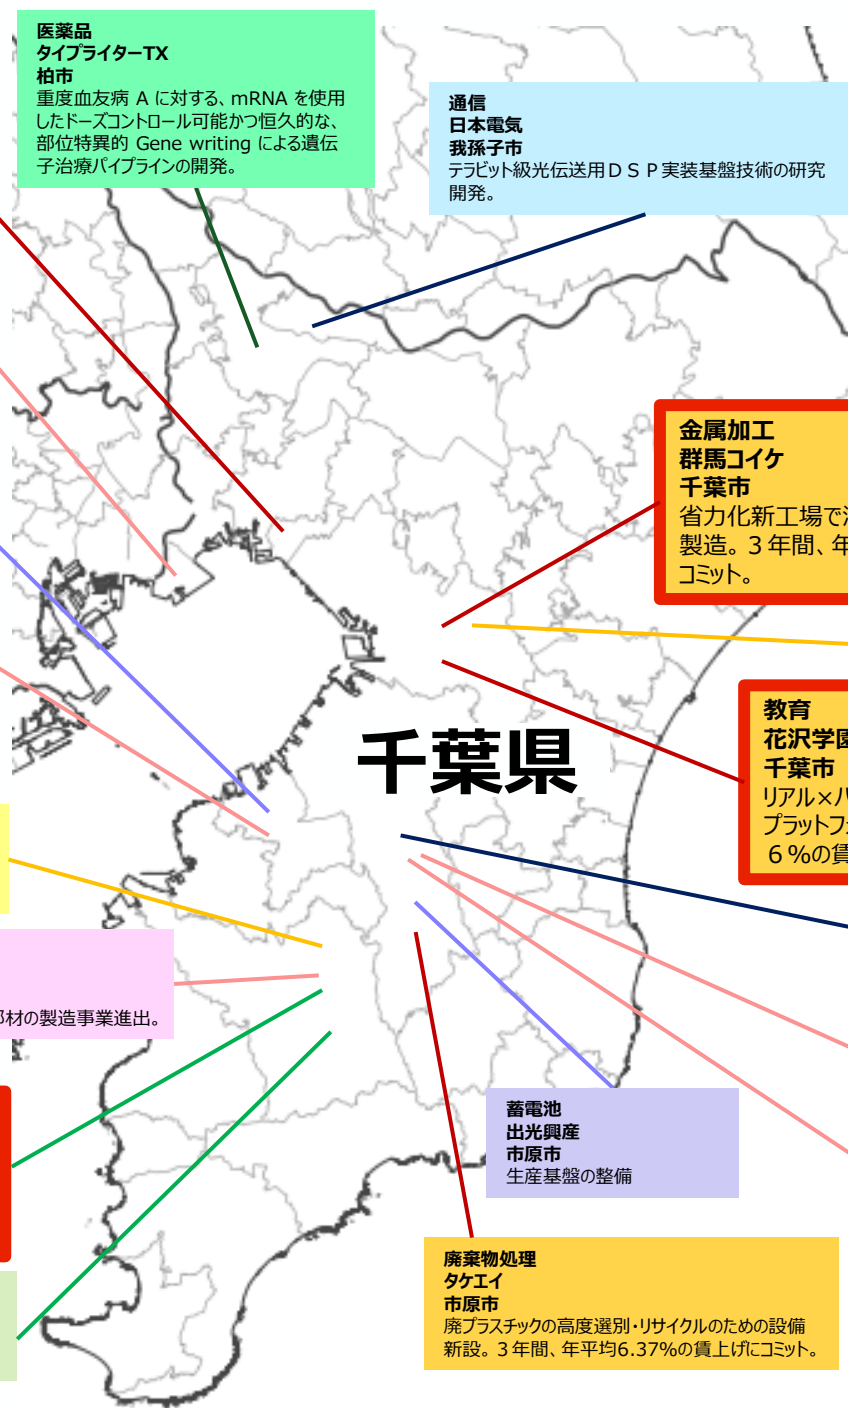 医薬品
タイプライターTX
柏市
重度血友病 A に対する、mRNA を使用
したドーズコントロール可能かつ恒久的な、
部位特異的 Gene writing による遺伝
子治療パイプラインの開発。
通信
日本電気
我孫子市
テラビット級光伝送用ＤＳＰ実装基盤技術の研究
開発。
金属加工
群馬コイケ
千葉市
省力化新工場で
製造。３年間、年
コミット。
千葉県
教育
花沢学園
千葉市
リアル×バ
プラットフォ
６％の賃
部材の製造事業進出。
蓄電池
出光興産
市原市
生産基盤の整備
廃棄物処理
タケエイ
市原市
廃プラスチックの高度選別・リサイクルのための設備
新設。３年間、年平均6.37%の賃上げにコミット。